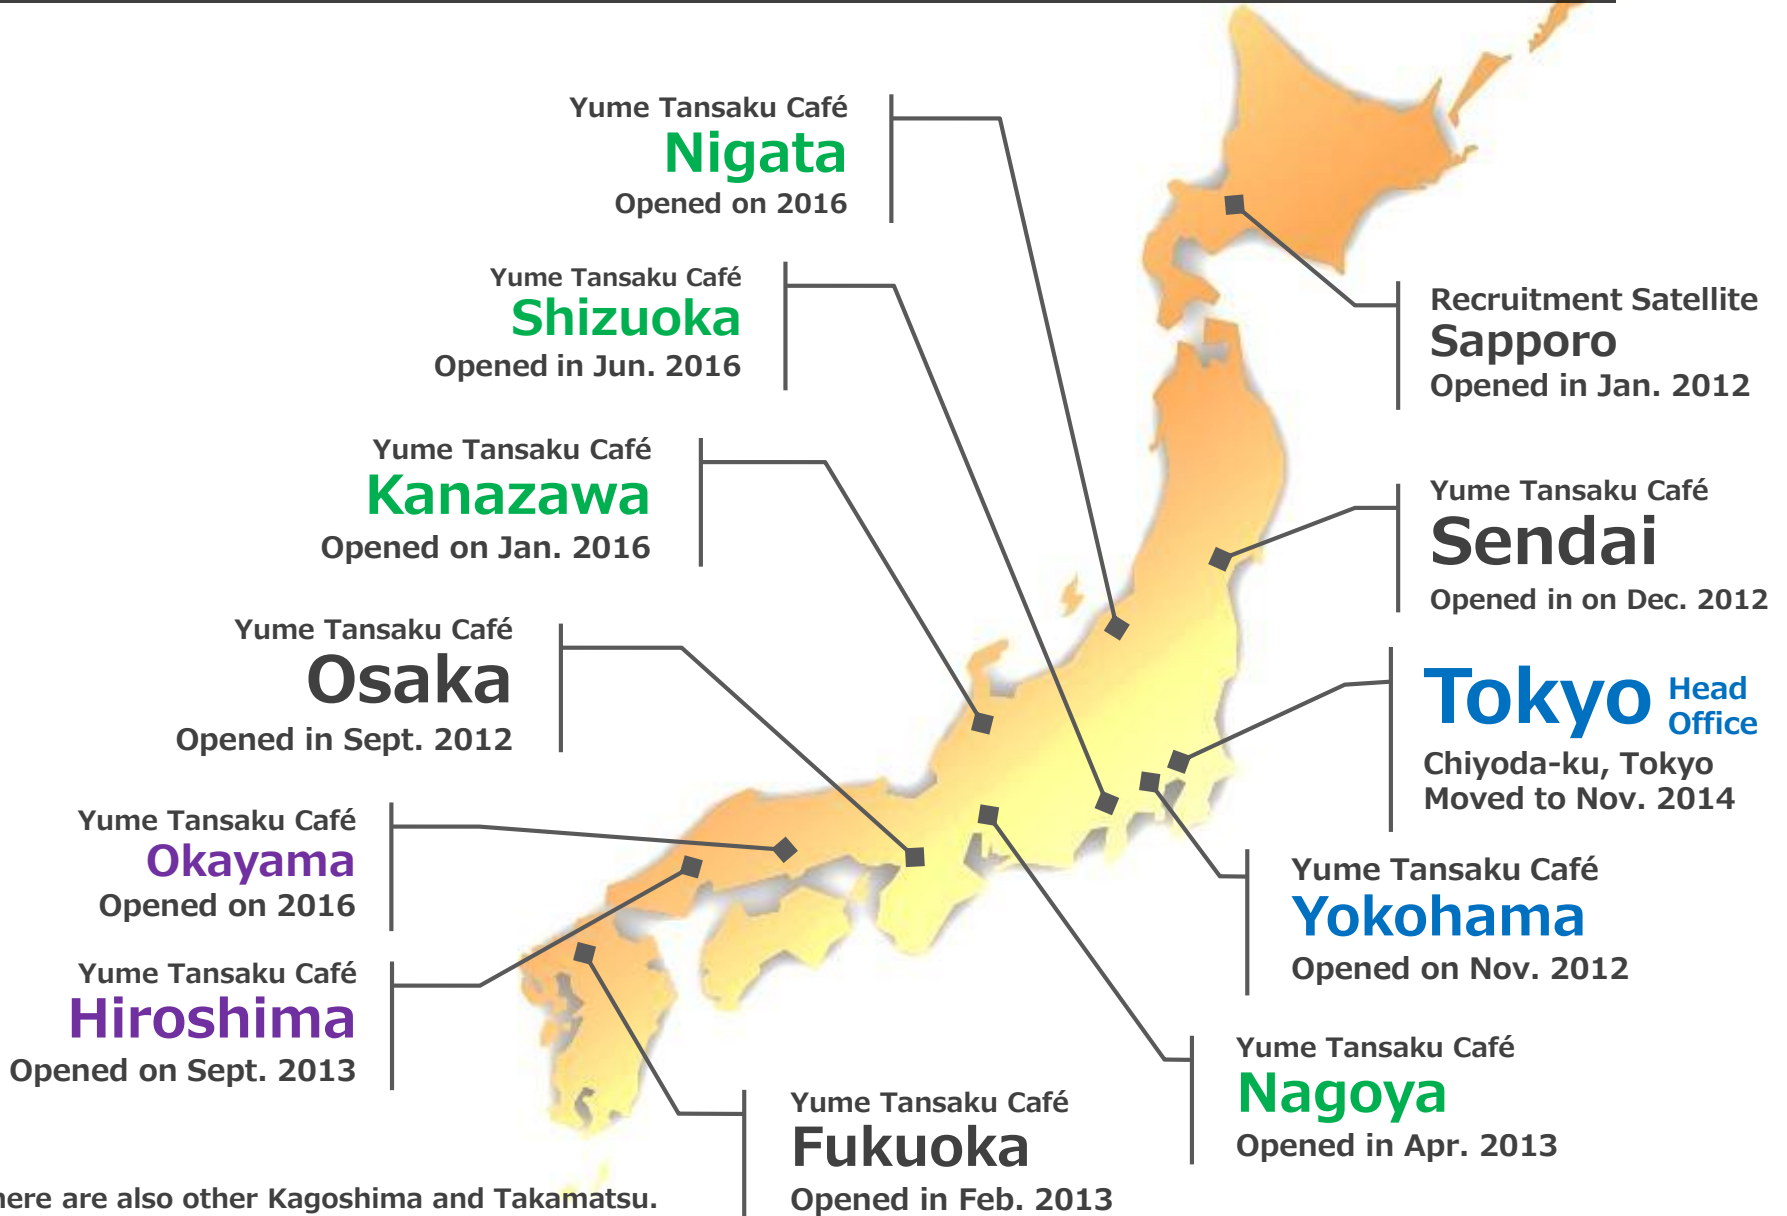 Yume Tansaku Café
Nigata
Opened on 2016
Yume Tansaku Café
Shizuoka
Opened in Jun. 2016
Yume Tansaku Café
Kanazawa
Opened on Jan. 2016
Yume Tansaku Café
Osaka
Opened in Sept. 2012
Yume Tansaku Café
Okayama
Opened on 2016
Yume Tansaku Café
Hiroshima
Opened on Sept. 2013
Recruitment Satellite
Sapporo
Opened in Jan. 2012
Yume Tansaku Café
Sendai
Opened in on Dec. 2012
Tokyo Head Office
Chiyoda-ku, Tokyo
Moved to Nov. 2014
Yume Tansaku Café
Yokohama
Opened on Nov. 2012
Yume Tansaku Café
Nagoya
Opened in Apr. 2013
Yume Tansaku Café
Fukuoka
Opened in Feb. 2013
here are also other Kagoshima and Takamatsu.